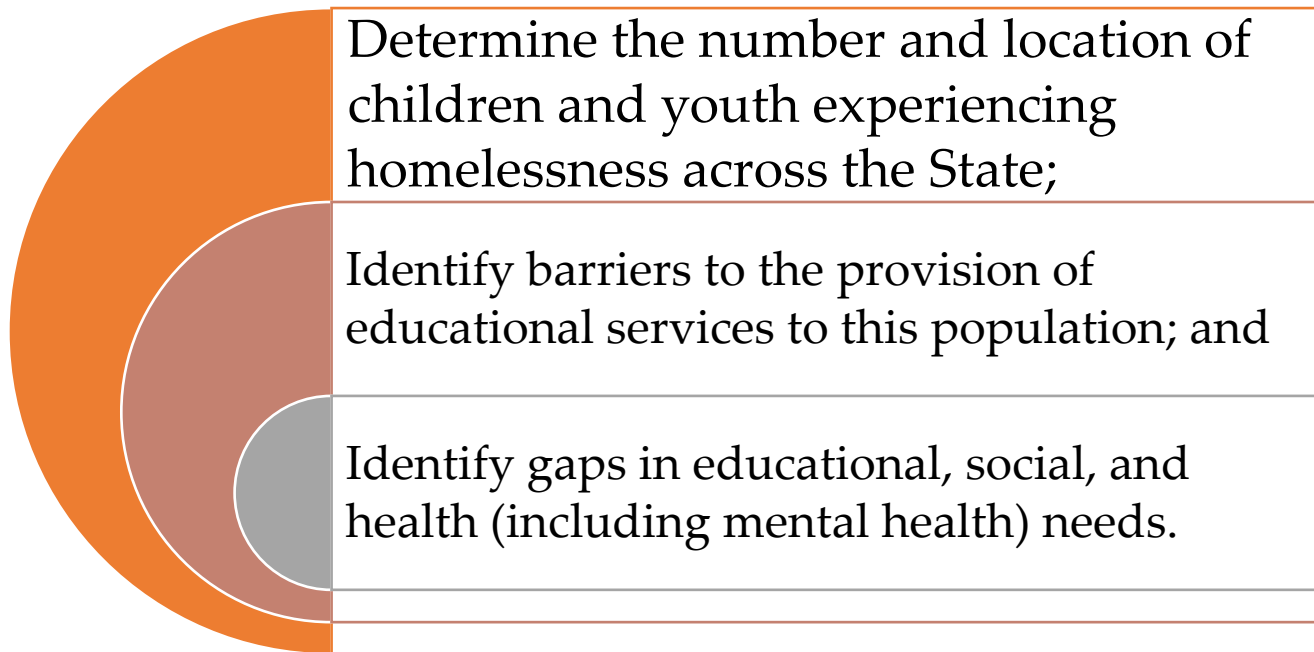 Determine the number and location of
children and youth experiencing
homelessness across the State;
Identify barriers to the provision of
educational services to this population; and
Identify gaps in educational, social, and
health (including mental health) needs.